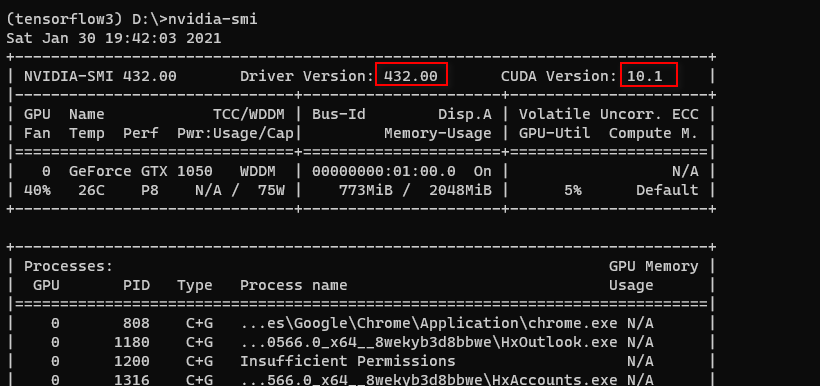 (tensorflow3) D:\>nvidia-smi
Sat Jan 30 19:42:03 2021
+-----------------------------------------------------------------------------+
| NVIDIA-SMI 432.00       Driver Version: 432.00       CUDA Version: 10.1     |
|-------------------------------+----------------------+----------------------+
| GPU  Name            TCC/WDDM | Bus-Id        Disp.A | Volatile Uncorr. ECC |
| Fan  Temp  Perf  Pwr:Usage/Cap|         Memory-Usage | GPU-Util  Compute M. |
|===============================+======================+======================|
|   0  GeForce GTX 1050   WDDM  | 00000000:01:00.0  On |                  N/A |
| 40%   26C    P8    N/A /  75W |    773MiB /  2048MiB |      5%      Default |
+-------------------------------+----------------------+----------------------+
+-----------------------------------------------------------------------------+
| Processes:                                                       GPU Memory |
|  GPU       PID   Type   Process name                             Usage      |
|=============================================================================|
|    0       808    C+G   ...es\Google\Chrome\Application\chrome.exe N/A      |
|    0      1180    C+G   ...0566.0_x64__8wekyb3d8bbwe\HxOutlook.exe N/A      |
|    0      1200    C+G   Insufficient Permissions                   N/A      |
|    0      1316    C+G   ...566.0_x64__8wekyb3d8bbwe\HxAccounts.exe N/A      |